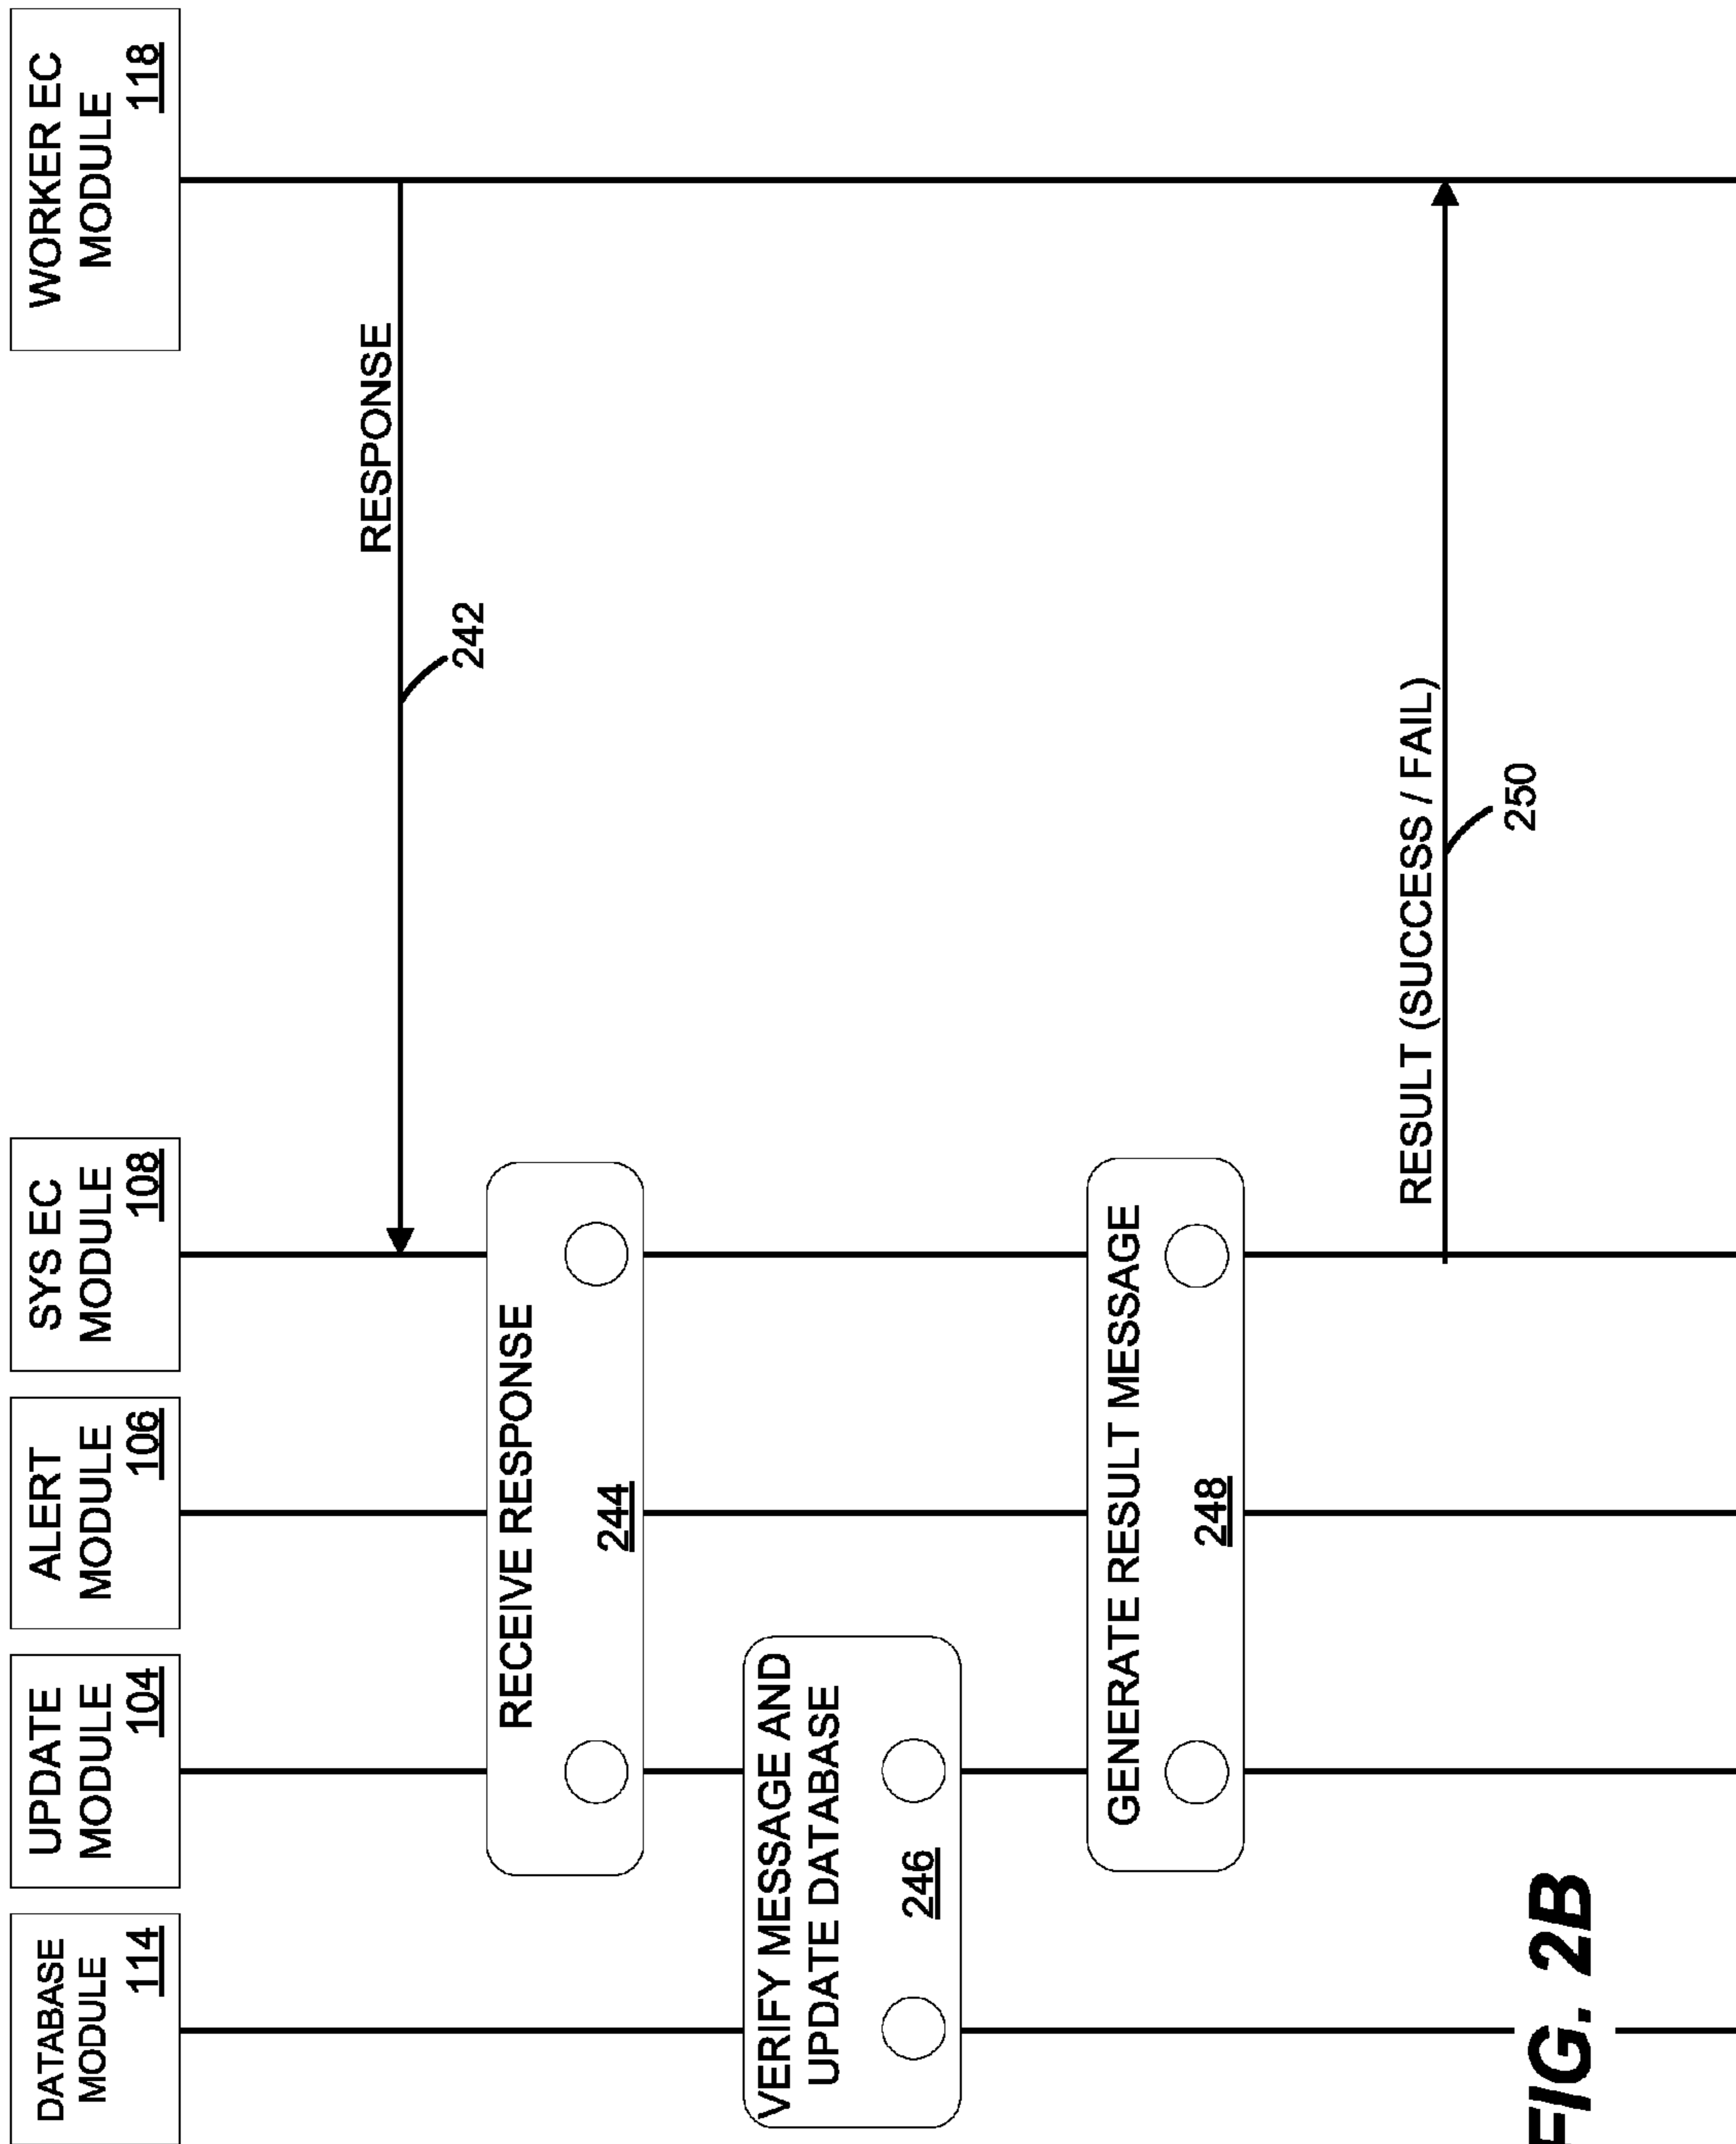 DATABASE
MODULE
114
UPDATE
MODULE
104
ALERT
MODULE
106
SYS EC
MODULE
108
WORKER EC
MODULE
118
RESPONSE
242
RECEIVE RESPONSE
244
VERIFY MESSAGE AND
UPDATE DATABASE
246
GENERATE RESULT MESSAGE
248
RESULT (SUCCESS / FAIL)
250
FIG. 2B